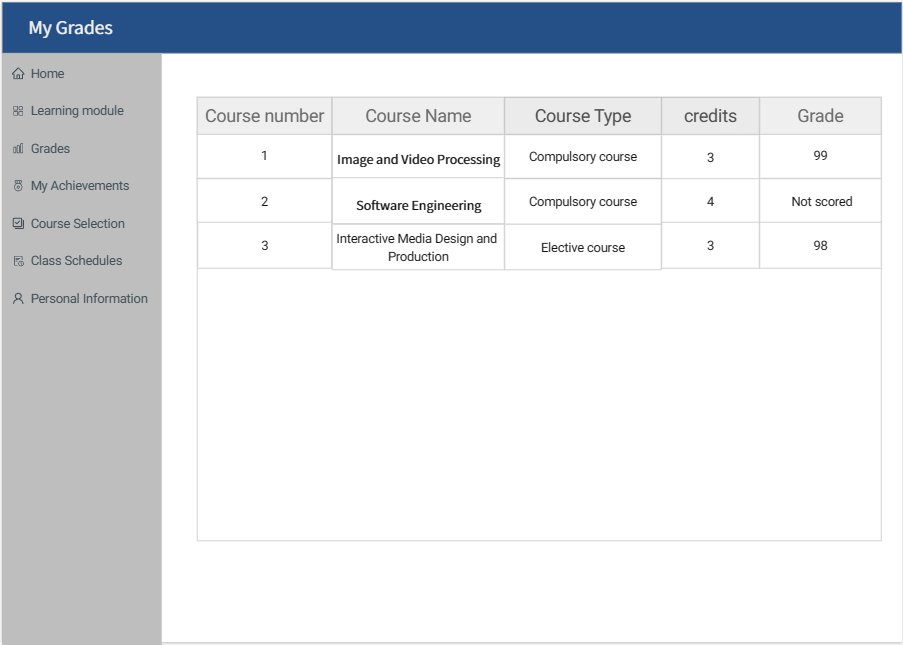 My Grades
Home
Learning module
Grades
My Achievements
Course Selection
Class Schedules
Personal Information
Course number Course Name Course Type credits Grade
1 Image and Video Processing Compulsory course 3 99
2 Software Engineering Compulsory course 4 Not scored
3 Interactive Media Design and Production Elective course 3 98